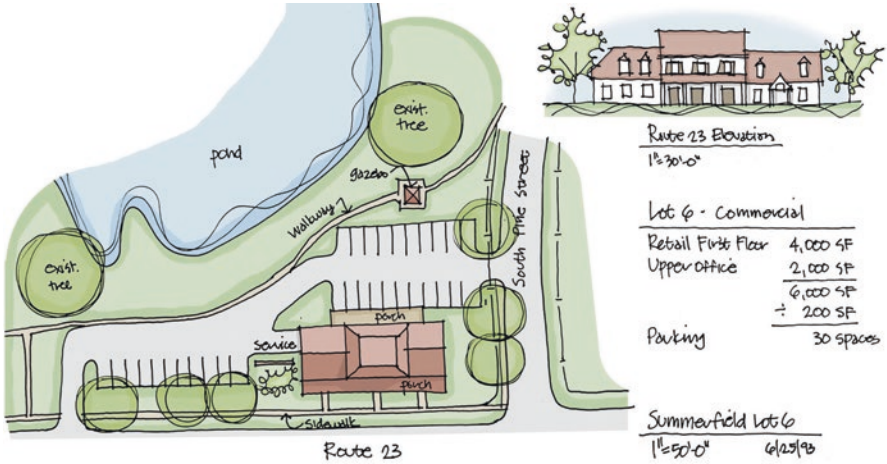 pond
exist.
tree
gazebo
walkway
exist.
tree
South Pine Street
porch
service
porch
sidewalk
Route 23
Route 23 Elevation
1"=30'-0"
Lot 6 - Commercial
Retail First Floor 4,000 SF
Upper Office 2,000 SF
6,000 SF
÷ 200 SF
Parking 30 spaces
Summerfield Lot 6
1"=50'-0" 6/25/93